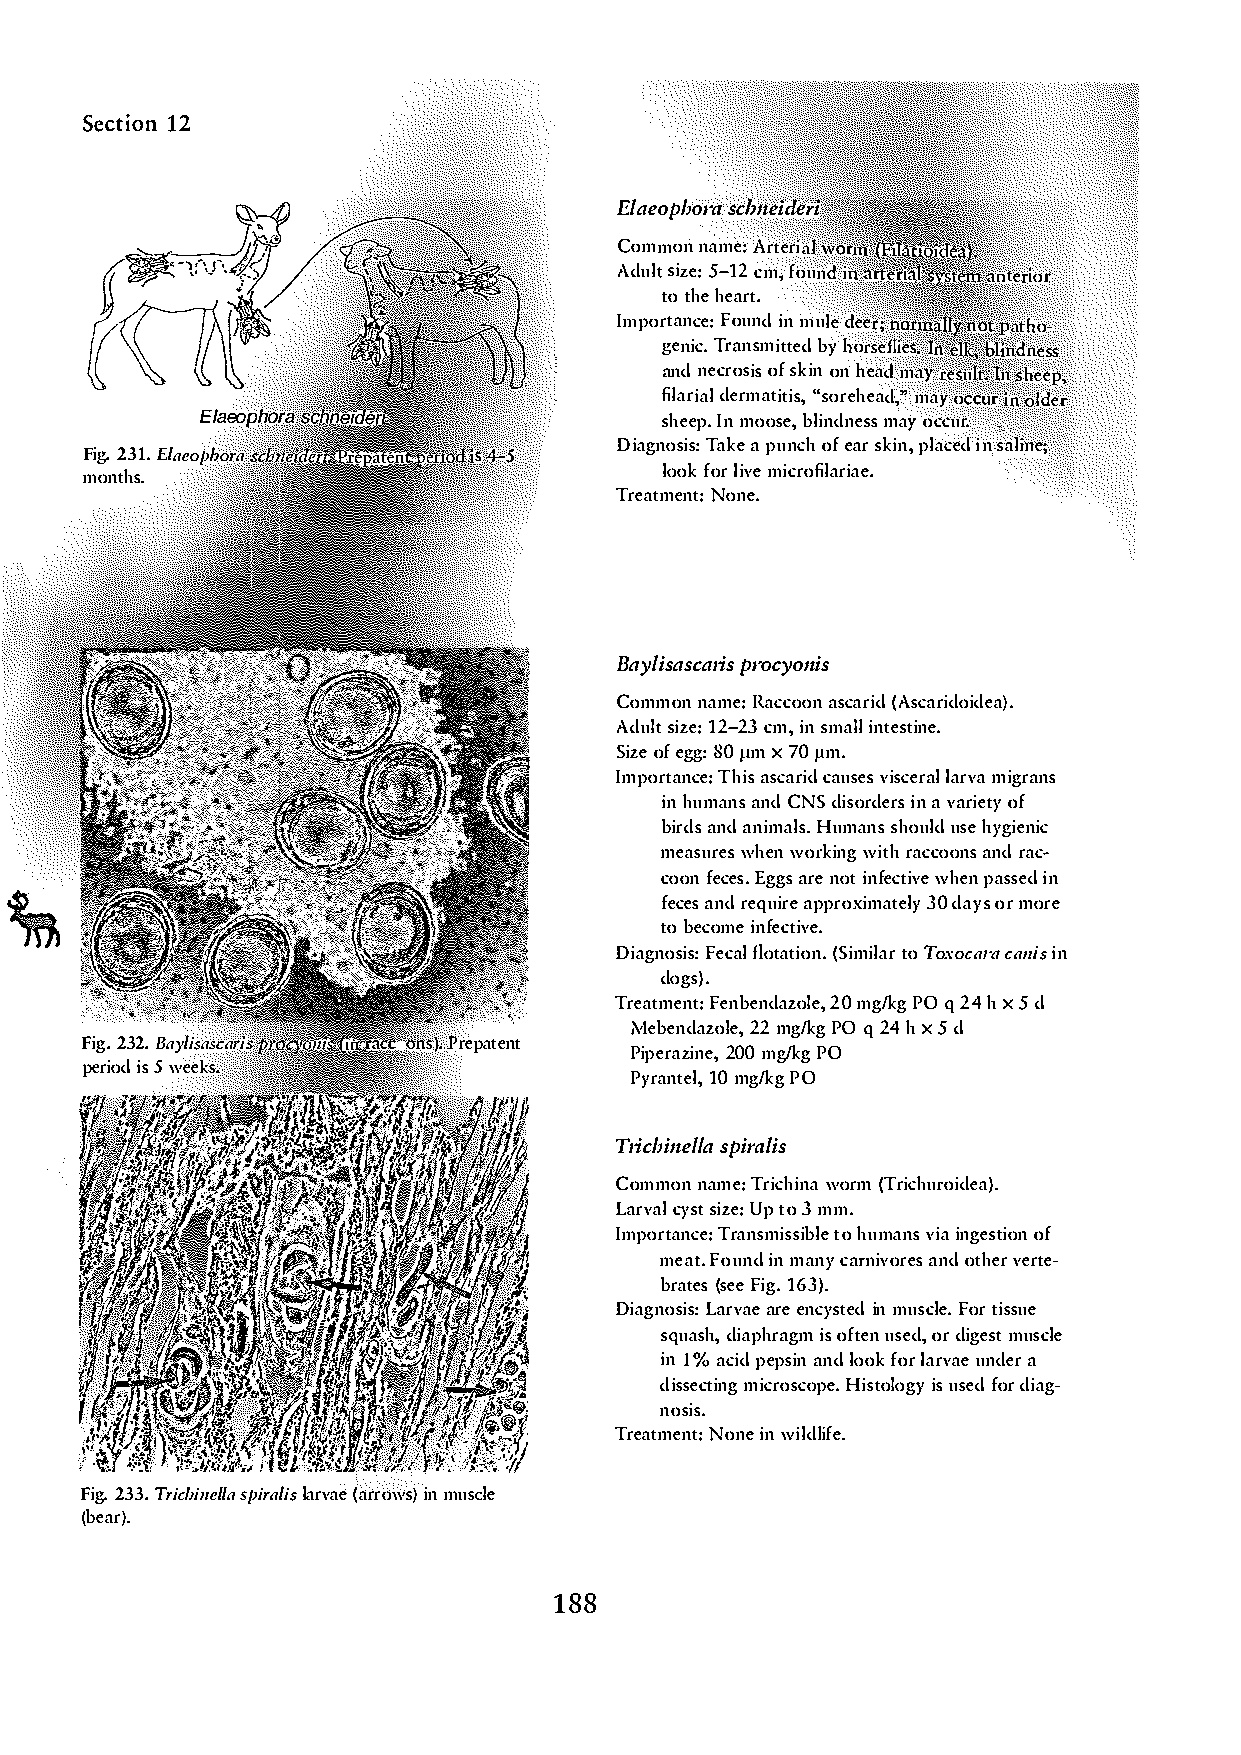 Section 12
Elaeophora schneideri
Fig. 231. Elaeophora schneideri. Prepatent period is 4–5
months.
Elaeophora schneideri
Common name: Arterial worm (Filarioidea).
Adult size: 5–12 cm, found in arterial system anterior
to the heart.
Importance: Found in mule deer; normally not patho-
genic. Transmitted by horseflies. In elk, blindness
and necrosis of skin on head may result. In sheep,
filarial dermatitis, “sorehead,” may occur in older
sheep. In moose, blindness may occur.
Diagnosis: Take a punch of ear skin, placed in saline;
look for live microfilariae.
Treatment: None.
Fig. 232. Baylisascaris procyonis (in racc ons). Prepatent
period is 5 weeks.
Baylisascaris procyonis
Common name: Raccoon ascarid (Ascaridoidea).
Adult size: 12–23 cm, in small intestine.
Size of egg: 80 µm × 70 µm.
Importance: This ascarid causes visceral larva migrans
in humans and CNS disorders in a variety of
birds and animals. Humans should use hygienic
measures when working with raccoons and rac-
coon feces. Eggs are not infective when passed in
feces and require approximately 30 days or more
to become infective.
Diagnosis: Fecal flotation. (Similar to Toxocara canis in
dogs).
Treatment: Fenbendazole, 20 mg/kg PO q 24 h × 5 d
Mebendazole, 22 mg/kg PO q 24 h × 5 d
Piperazine, 200 mg/kg PO
Pyrantel, 10 mg/kg PO
Fig. 233. Trichinella spiralis larvae (arrows) in muscle
(bear).
Trichinella spiralis
Common name: Trichina worm (Trichuroidea).
Larval cyst size: Up to 3 mm.
Importance: Transmissible to humans via ingestion of
meat. Found in many carnivores and other verte-
brates (see Fig. 163).
Diagnosis: Larvae are encysted in muscle. For tissue
squash, diaphragm is often used, or digest muscle
in 1% acid pepsin and look for larvae under a
dissecting microscope. Histology is used for diag-
nosis.
Treatment: None in wildlife.
188